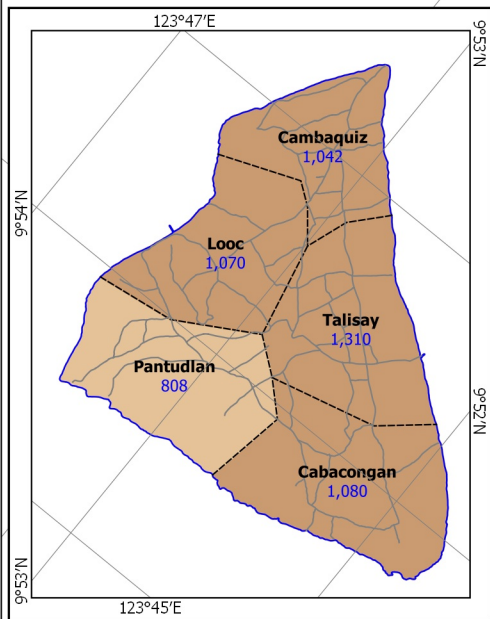 123°47'E
9°53'N
Cambaquiz
1,042
9°54'N
Looc
1,070
Talisay
1,310
Pantudlan
808
9°52'N
Cabacongan
1,080
9°53'N
123°45'E